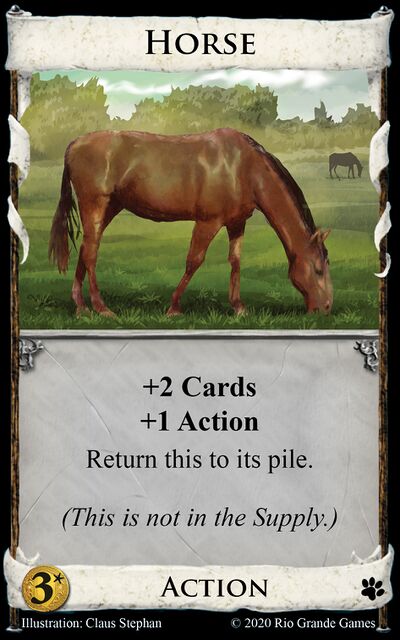 HORSE
+2 Cards
+1 Action
Return this to its pile.
(This is not in the Supply.)
3*
ACTION
Illustration: Claus Stephan © 2020 Rio Grande Games